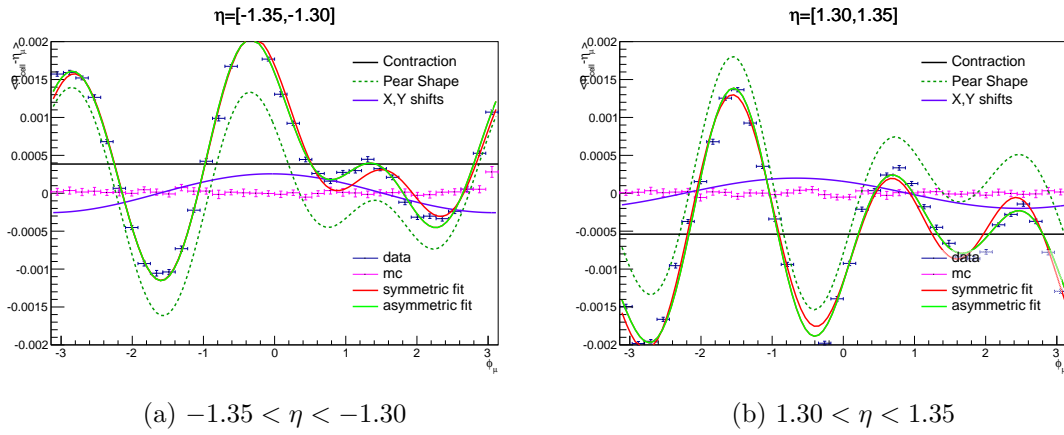 η=[-1.35,-1.30]
<η_cell-η_μ>
0.002
0.0015
0.001
0.0005
0
-0.0005
-0.001
-0.0015
-0.002
Contraction
Pear Shape
X,Y shifts
data
mc
symmetric fit
asymmetric fit
-3 -2 -1 0 1 2 3
φ_μ
(a) −1.35 < η < −1.30
η=[1.30,1.35]
<η_cell-η_μ>
0.002
0.0015
0.001
0.0005
0
-0.0005
-0.001
-0.0015
-0.002
Contraction
Pear Shape
X,Y shifts
data
mc
symmetric fit
asymmetric fit
-3 -2 -1 0 1 2 3
φ_μ
(b) 1.30 < η < 1.35